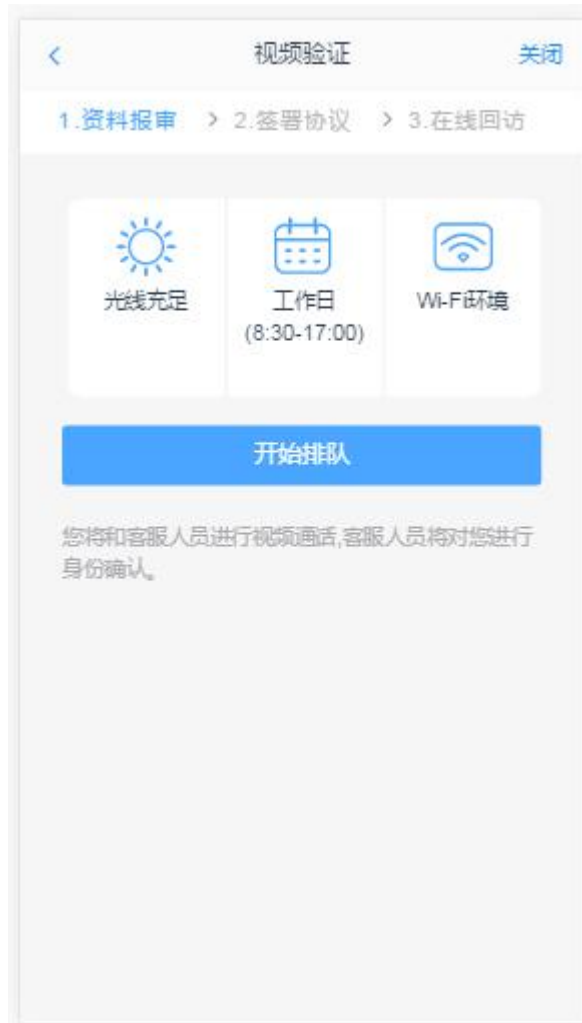 视频验证 关闭
1.资料报审 > 2.签署协议 > 3.在线回访
光线充足 工作日 Wi-Fi环境
(8:30-17:00)
开始排队
您将和客服人员进行视频通话,客服人员将对您进行
身份确认。